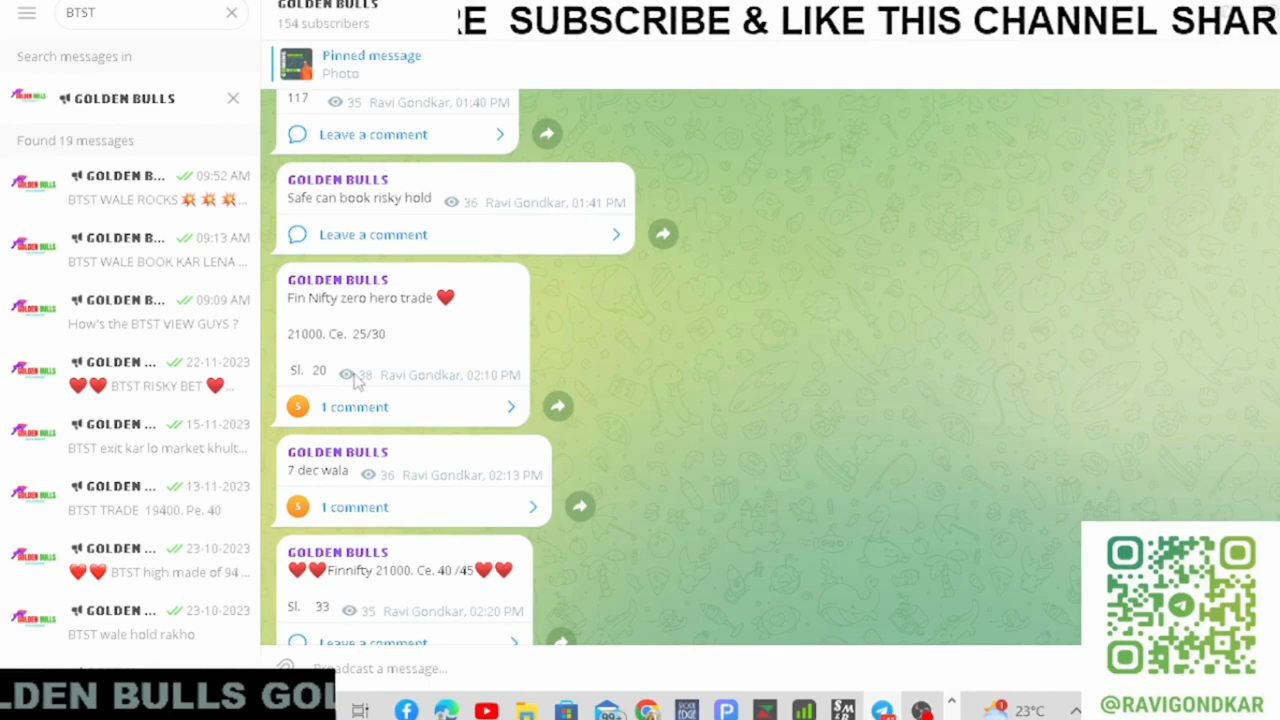 BTST
Search messages in
GOLDEN BULLS
Found 19 messages
GOLDEN B... 09:52 AM
BTST WALE ROCKS 💥 💥 💥...
GOLDEN B... 09:13 AM
BTST WALE BOOK KAR LENA ...
GOLDEN B... 09:09 AM
How's the BTST VIEW GUYS ?
GOLDEN ... 22-11-2023
❤️❤️ BTST RISKY BET ❤️...
GOLDEN ... 15-11-2023
BTST exit kar lo market khult...
GOLDEN ... 13-11-2023
BTST TRADE 19400. Pe. 40
GOLDEN ... 23-10-2023
❤️❤️ BTST high made of 94 ...
GOLDEN ... 23-10-2023
BTST wale hold rakho
GOLDEN BULLS
154 subscribers
RE SUBSCRIBE & LIKE THIS CHANNEL SHAR
Pinned message
Photo
117 35 Ravi Gondkar, 01:40 PM
Leave a comment
GOLDEN BULLS
Safe can book risky hold 36 Ravi Gondkar, 01:41 PM
Leave a comment
GOLDEN BULLS
Fin Nifty zero hero trade ❤️
21000. Ce. 25/30
Sl. 20 38 Ravi Gondkar, 02:10 PM
S 1 comment
GOLDEN BULLS
7 dec wala 36 Ravi Gondkar, 02:13 PM
S 1 comment
GOLDEN BULLS
❤️❤️Finnifty 21000. Ce. 40 /45❤️❤️
Sl. 33 35 Ravi Gondkar, 02:20 PM
Leave a comment
Broadcast a message...
LDEN BULLS GOL
99+
23°C
@RAVIGONDKAR